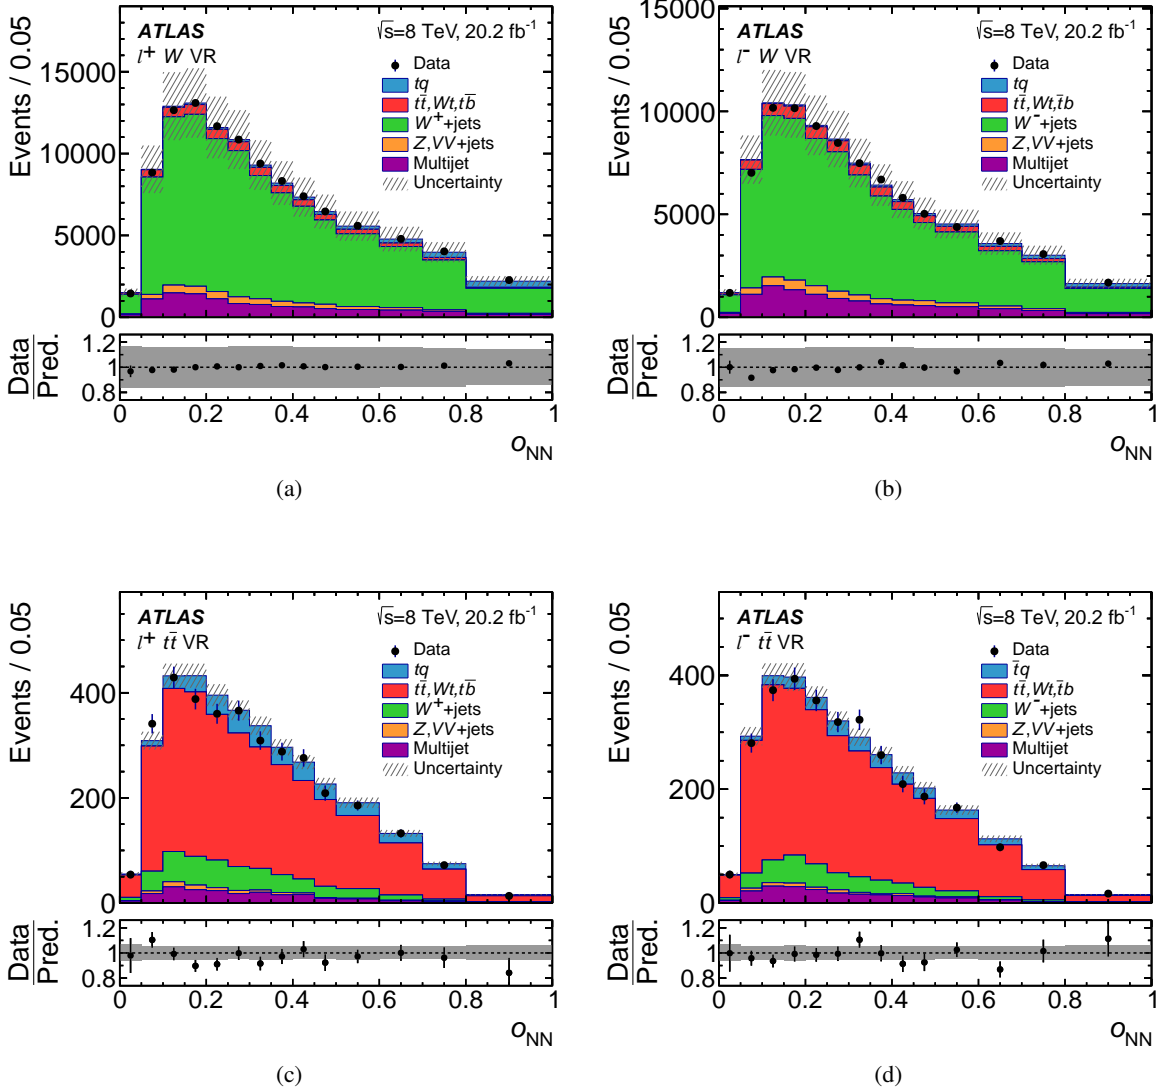 Events / 0.05
15000
10000
5000
0
ATLAS
√s=8 TeV, 20.2 fb⁻¹
l⁺ W VR
Data
tq
tt̄,Wt,tb̄
W⁺+jets
Z,VV+jets
Multijet
Uncertainty
Data
Pred.
1.2
1
0.8
0 0.2 0.4 0.6 0.8 1
o_NN
(a)
Events / 0.05
15000
10000
5000
0
ATLAS
√s=8 TeV, 20.2 fb⁻¹
l⁻ W VR
Data
t̄q
tt̄,Wt,t̄b
W⁻+jets
Z,VV+jets
Multijet
Uncertainty
Data
Pred.
1.2
1
0.8
0 0.2 0.4 0.6 0.8 1
o_NN
(b)
Events / 0.05
400
200
0
ATLAS
√s=8 TeV, 20.2 fb⁻¹
l⁺ tt̄ VR
Data
tq
tt̄,Wt,tb̄
W⁺+jets
Z,VV+jets
Multijet
Uncertainty
Data
Pred.
1.2
1
0.8
0 0.2 0.4 0.6 0.8 1
o_NN
(c)
Events / 0.05
400
200
0
ATLAS
√s=8 TeV, 20.2 fb⁻¹
l⁻ tt̄ VR
Data
t̄q
tt̄,Wt,t̄b
W⁻+jets
Z,VV+jets
Multijet
Uncertainty
Data
Pred.
1.2
1
0.8
0 0.2 0.4 0.6 0.8 1
o_NN
(d)